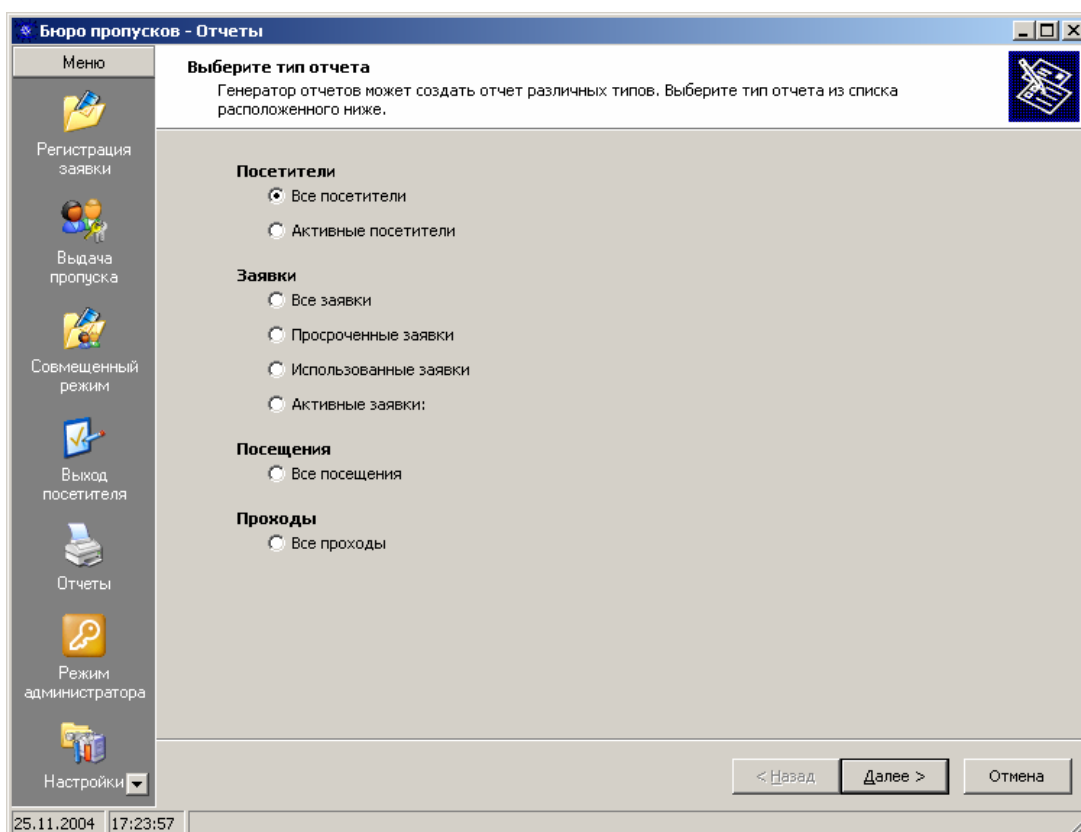 Бюро пропусков - Отчеты
Меню
Регистрация
заявки
Выдача
пропуска
Совмещенный
режим
Выход
посетителя
Отчеты
Режим
администратора
Настройки
Выберите тип отчета
Генератор отчетов может создать отчет различных типов. Выберите тип отчета из списка
расположенного ниже.
Посетители
Все посетители
Активные посетители
Заявки
Все заявки
Просроченные заявки
Использованные заявки
Активные заявки:
Посещения
Все посещения
Проходы
Все проходы
< Назад
Далее >
Отмена
25.11.2004 17:23:57